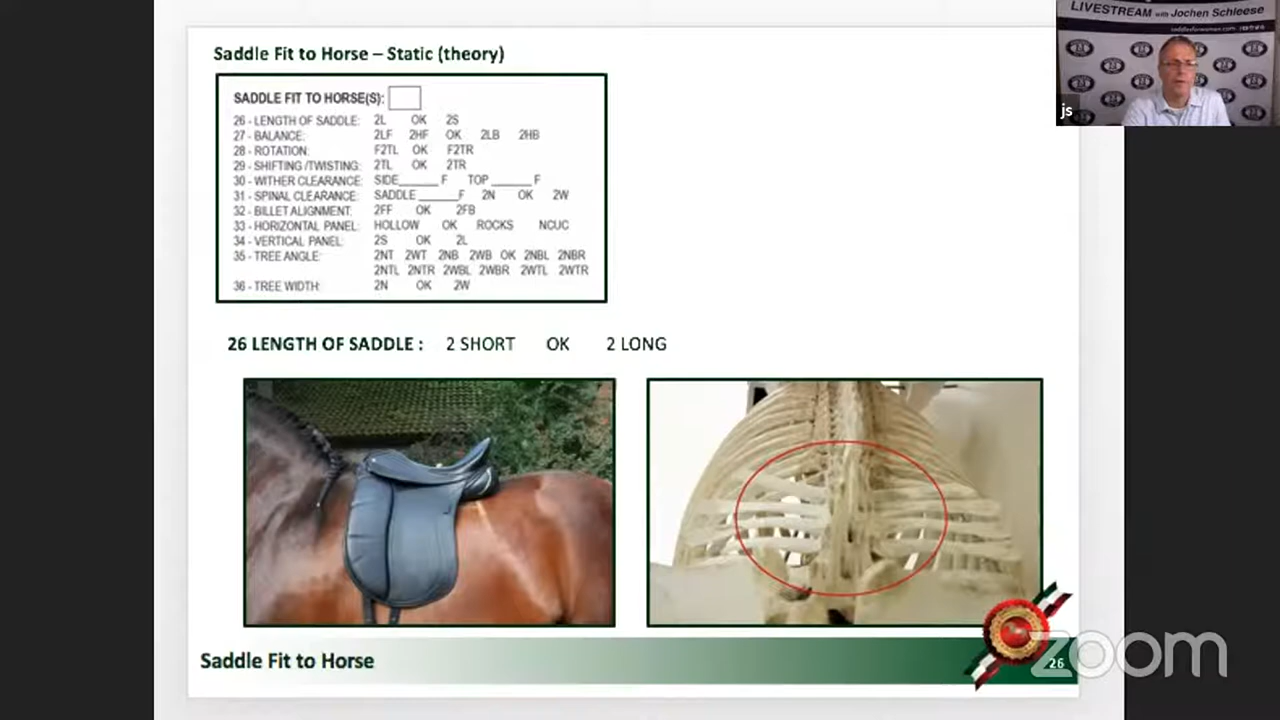 Saddle Fit to Horse – Static (theory)
SADDLE FIT TO HORSE(S):
26 - LENGTH OF SADDLE: 2L OK 2S
27 - BALANCE: 2LF 2HF OK 2LB 2HB
28 - ROTATION: F2TL OK F2TR
29 - SHIFTING /TWISTING: 2TL OK 2TR
30 - WITHER CLEARANCE: SIDE______F TOP ______F
31 - SPINAL CLEARANCE: SADDLE ______F 2N OK 2W
32 - BILLET ALIGNMENT: 2FF OK 2FB
33 - HORIZONTAL PANEL: HOLLOW OK ROCKS NCUC
34 - VERTICAL PANEL: 2S OK 2L
35 - TREE ANGLE: 2NT 2WT 2NB 2WB OK 2NBL 2NBR
2NTL 2NTR 2WBL 2WBR 2WTL 2WTR
36 - TREE WIDTH: 2N OK 2W
26 LENGTH OF SADDLE : 2 SHORT OK 2 LONG
Saddle Fit to Horse
26
zoom
LIVESTREAM with Jochen Schleese
saddlesforwomen.com
js